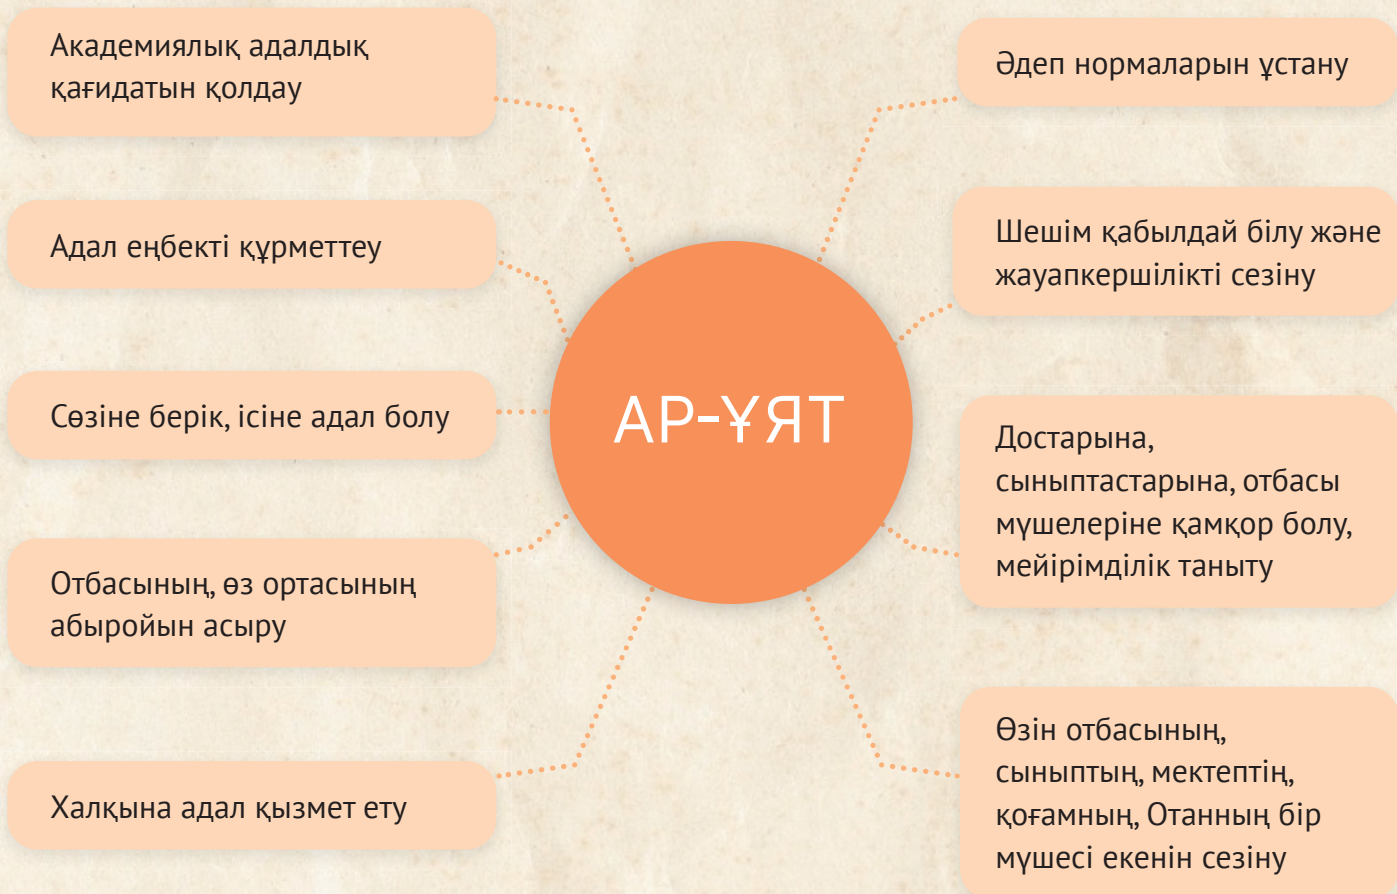 Академиялық адалдық
қағидатын қолдау
Адал еңбекті құрметтеу
Сөзіне берік, ісіне адал болу
Отбасының, өз ортасының
абыройын асыру
Халқына адал қызмет ету
АР-ҰЯТ
Әдеп нормаларын ұстану
Шешім қабылдай білу және
жауапкершілікті сезіну
Достарына,
сыныптастарына, отбасы
мүшелеріне қамқор болу,
мейірімділік таныту
Өзін отбасының,
сыныптың, мектептің,
қоғамның, Отанның бір
мүшесі екенін сезіну